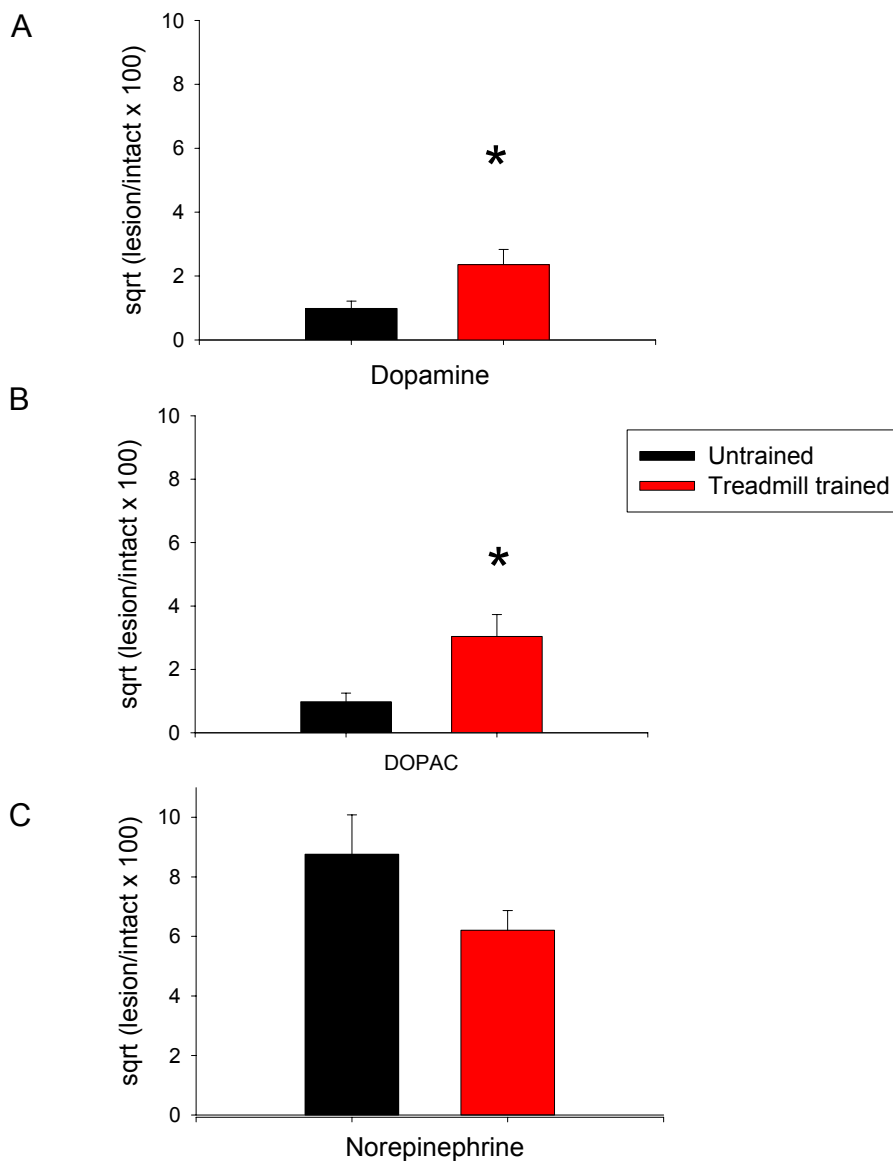 A
sqrt (lesion/intact x 100)
10
8
6
4
2
0
*
Dopamine
B
sqrt (lesion/intact x 100)
10
8
6
4
2
0
*
DOPAC
Untrained
Treadmill trained
C
sqrt (lesion/intact x 100)
10
8
6
4
2
0
Norepinephrine